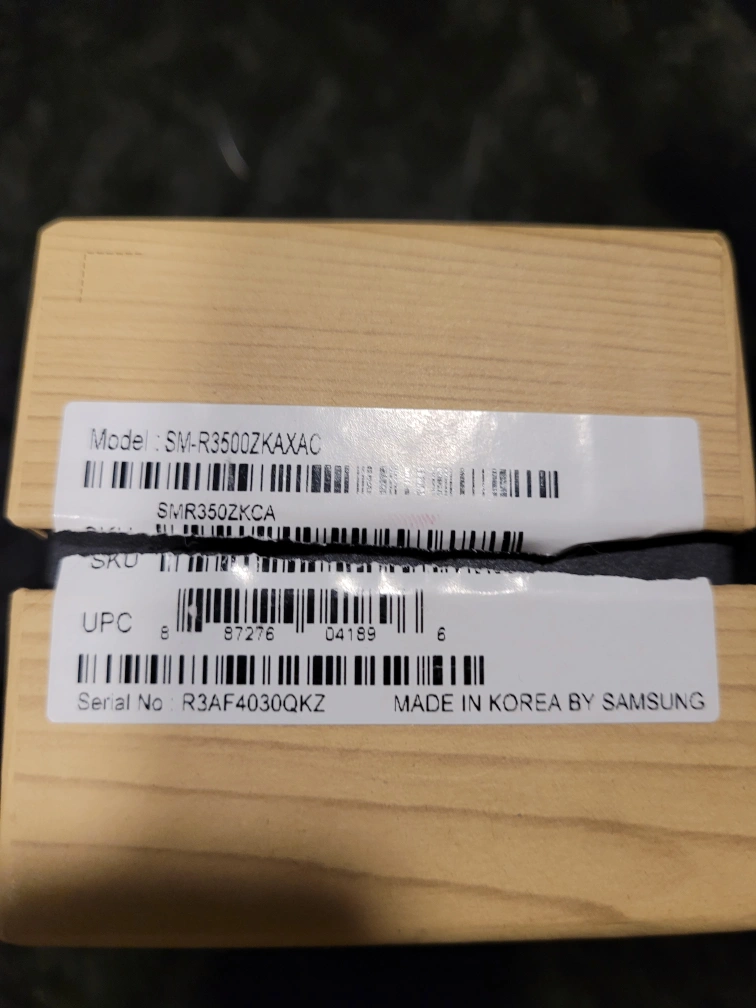 Model : SM-R3500ZKAXAC
SMR350ZKCA
SKU
UPC 8 87276 04189 6
Serial No : R3AF4030QKZ MADE IN KOREA BY SAMSUNG